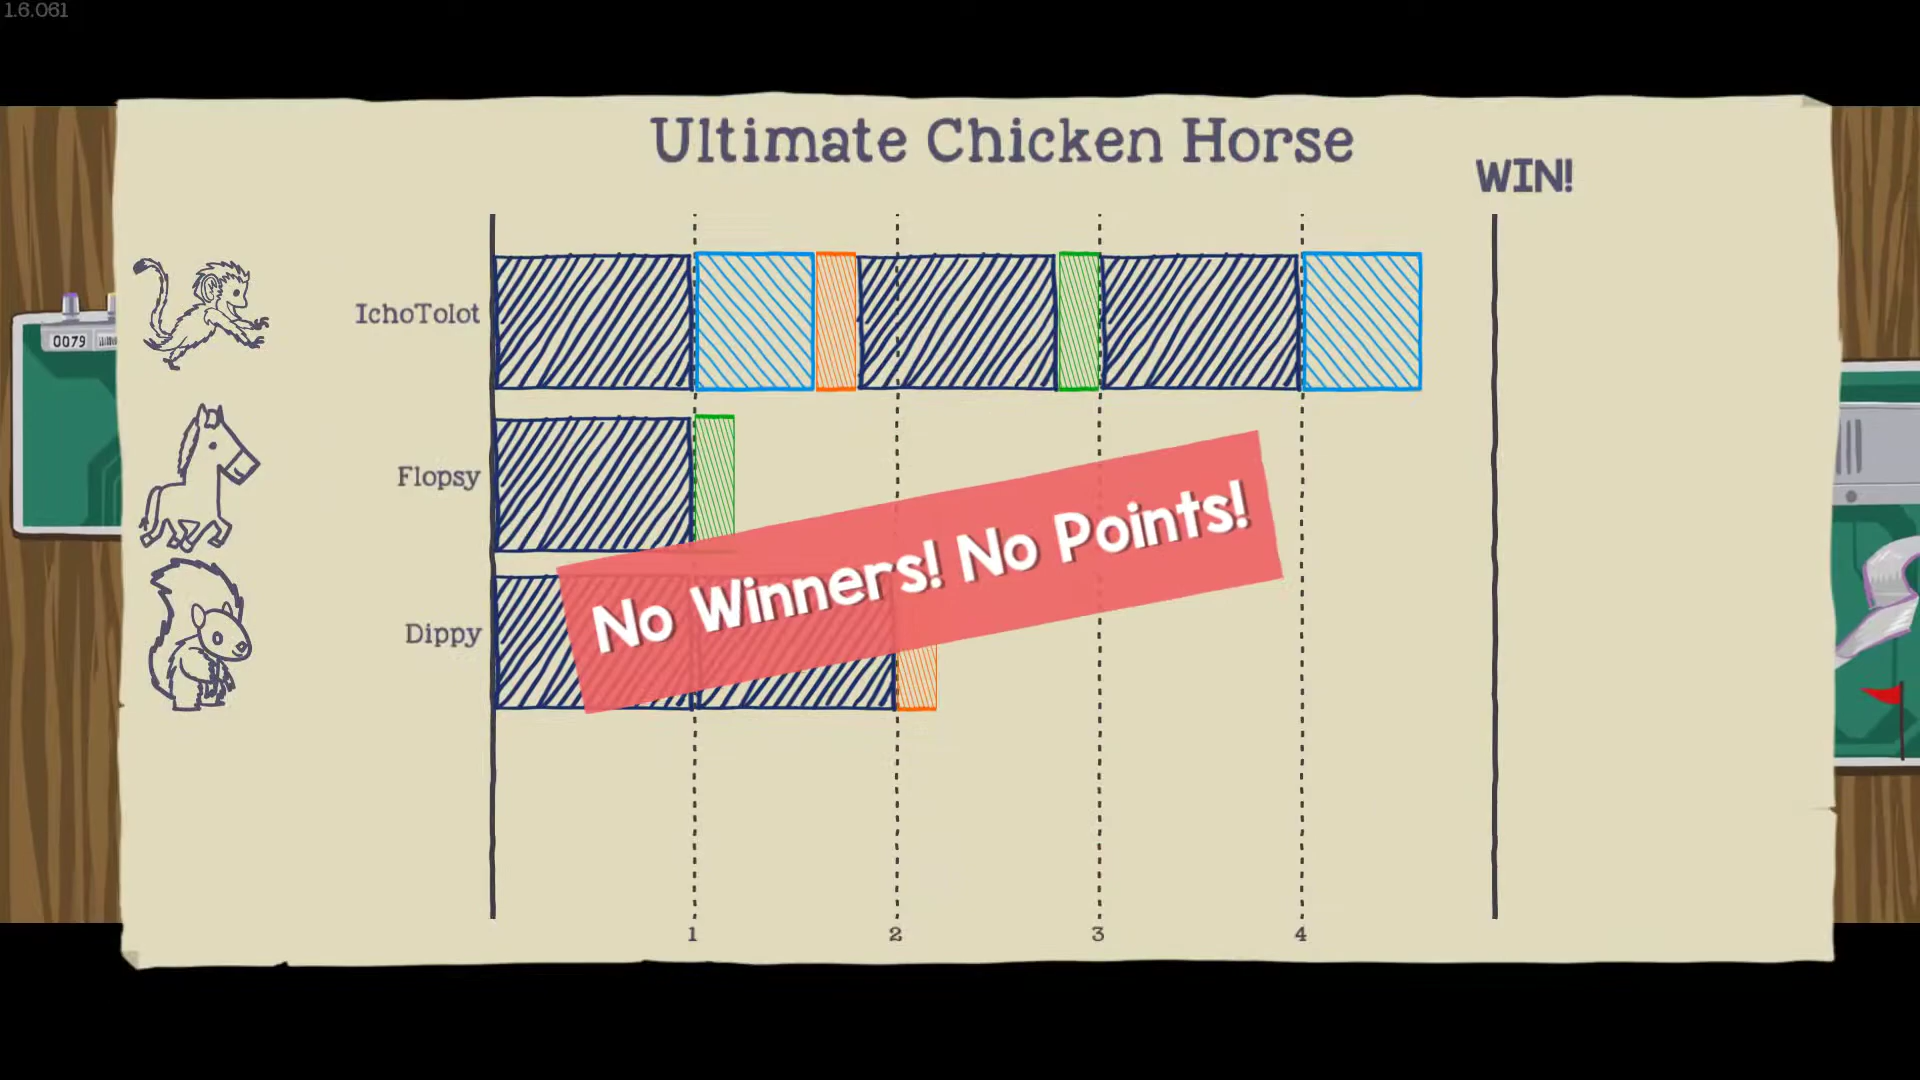 1.6.061
Ultimate Chicken Horse
WIN!
IchoTolot
0079
Flopsy
No Winners! No Points!
Dippy
1 2 3 4